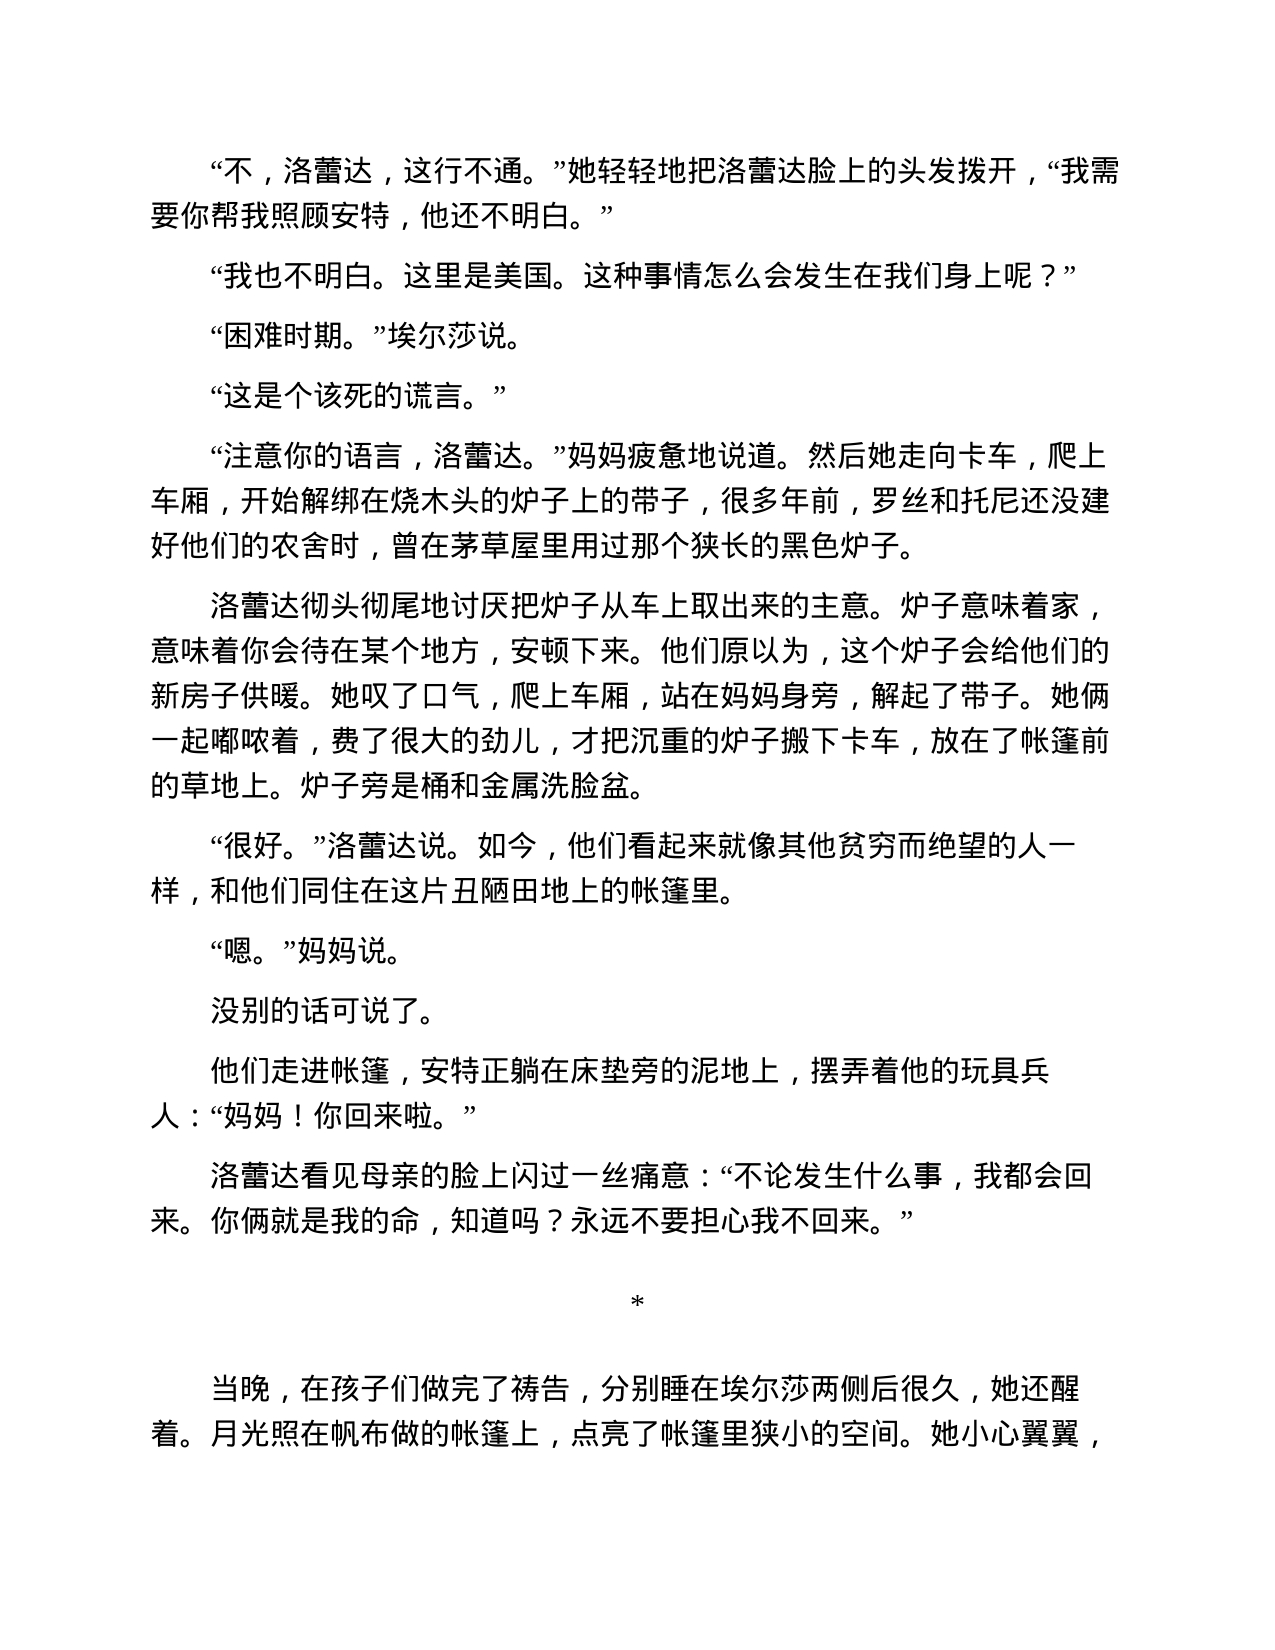 “不，洛蕾达，这行不通。”她轻轻地把洛蕾达脸上的头发拨开，“我需
要你帮我照顾安特，他还不明白。”
“我也不明白。这里是美国。这种事情怎么会发生在我们身上呢？”
“困难时期。”埃尔莎说。
“这是个该死的谎言。”
“注意你的语言，洛蕾达。”妈妈疲惫地说道。然后她走向卡车，爬上
车厢，开始解绑在烧木头的炉子上的带子，很多年前，罗丝和托尼还没建
好他们的农舍时，曾在茅草屋里用过那个狭长的黑色炉子。
洛蕾达彻头彻尾地讨厌把炉子从车上取出来的主意。炉子意味着家，
意味着你会待在某个地方，安顿下来。他们原以为，这个炉子会给他们的
新房子供暖。她叹了口气，爬上车厢，站在妈妈身旁，解起了带子。她俩
一起嘟哝着，费了很大的劲儿，才把沉重的炉子搬下卡车，放在了帐篷前
的草地上。炉子旁是桶和金属洗脸盆。
“很好。”洛蕾达说。如今，他们看起来就像其他贫穷而绝望的人一
样，和他们同住在这片丑陋田地上的帐篷里。
“嗯。”妈妈说。
没别的话可说了。
他们走进帐篷，安特正躺在床垫旁的泥地上，摆弄着他的玩具兵
人：“妈妈！你回来啦。”
洛蕾达看见母亲的脸上闪过一丝痛意：“不论发生什么事，我都会回
来。你俩就是我的命，知道吗？永远不要担心我不回来。”
*
当晚，在孩子们做完了祷告，分别睡在埃尔莎两侧后很久，她还醒
着。月光照在帆布做的帐篷上，点亮了帐篷里狭小的空间。她小心翼翼，